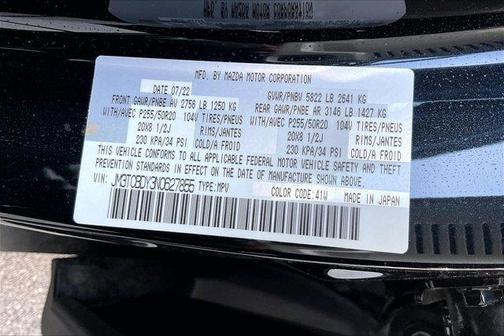 MFD. BY MAZDA MOTOR CORPORATION
DATE 07/22 GVWR/PNBV 5822 LB 2641 KG
FRONT GAWR/PNBE AV 2756 LB 1250 KG REAR GAWR/PNBE AR 3146 LB 1427 KG
WITH/AVEC P255/50R20 104V TIRES/PNEUS WITH/AVEC P255/50R20 104V TIRES/PNEUS
20X8 1/2J RIMS/JANTES 20X8 1/2J RIMS/JANTES
230 KPA/34 PSI 230 KPA/34 PSI
THIS VEHICLE CONFORMS TO ALL APPLICABLE FEDERAL MOTOR VEHICLE SAFETY AND THEFT
PREVENTION STANDARDS IN EFFECT ON THE DATE OF MANUFACTURE SHOWN ABOVE.
VIN: JM3TCBDY3N0627855 TYPE: MPV COLOR CODE: 41W MADE IN JAPAN